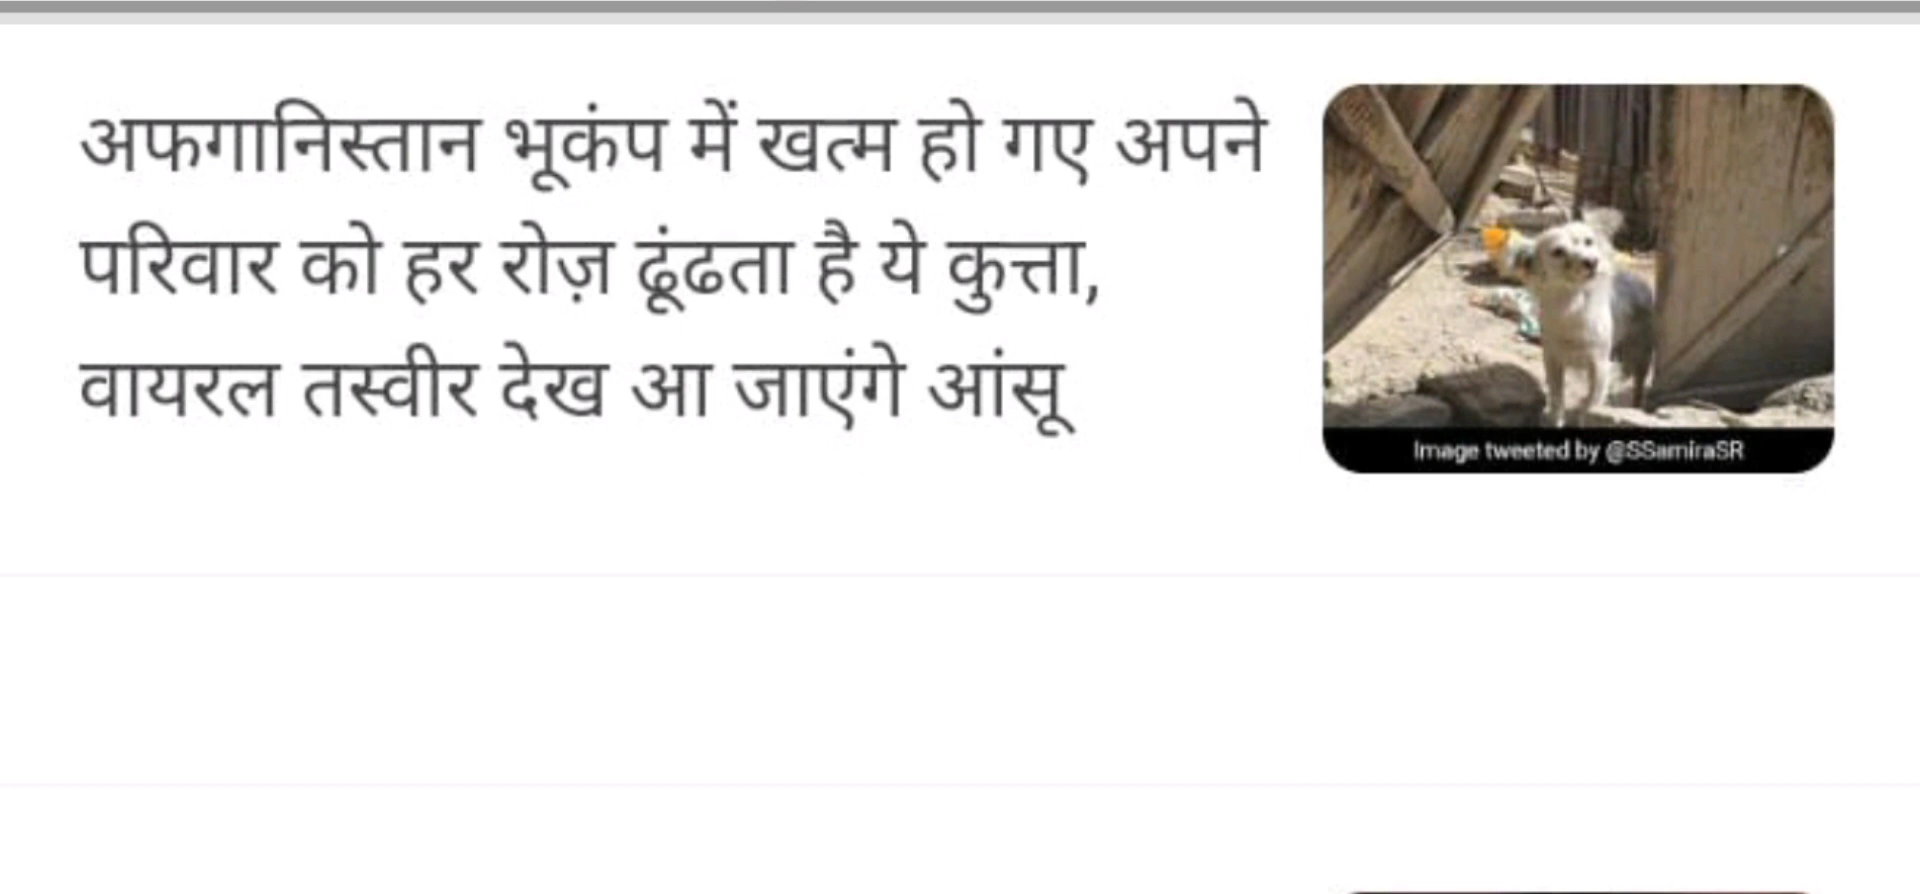 अफगानिस्तान भूकंप में खत्म हो गए अपने
परिवार को हर रोज़ ढूंढता है ये कुत्ता,
वायरल तस्वीर देख आ जाएंगे आंसू
Image tweeted by @SSamiraSR